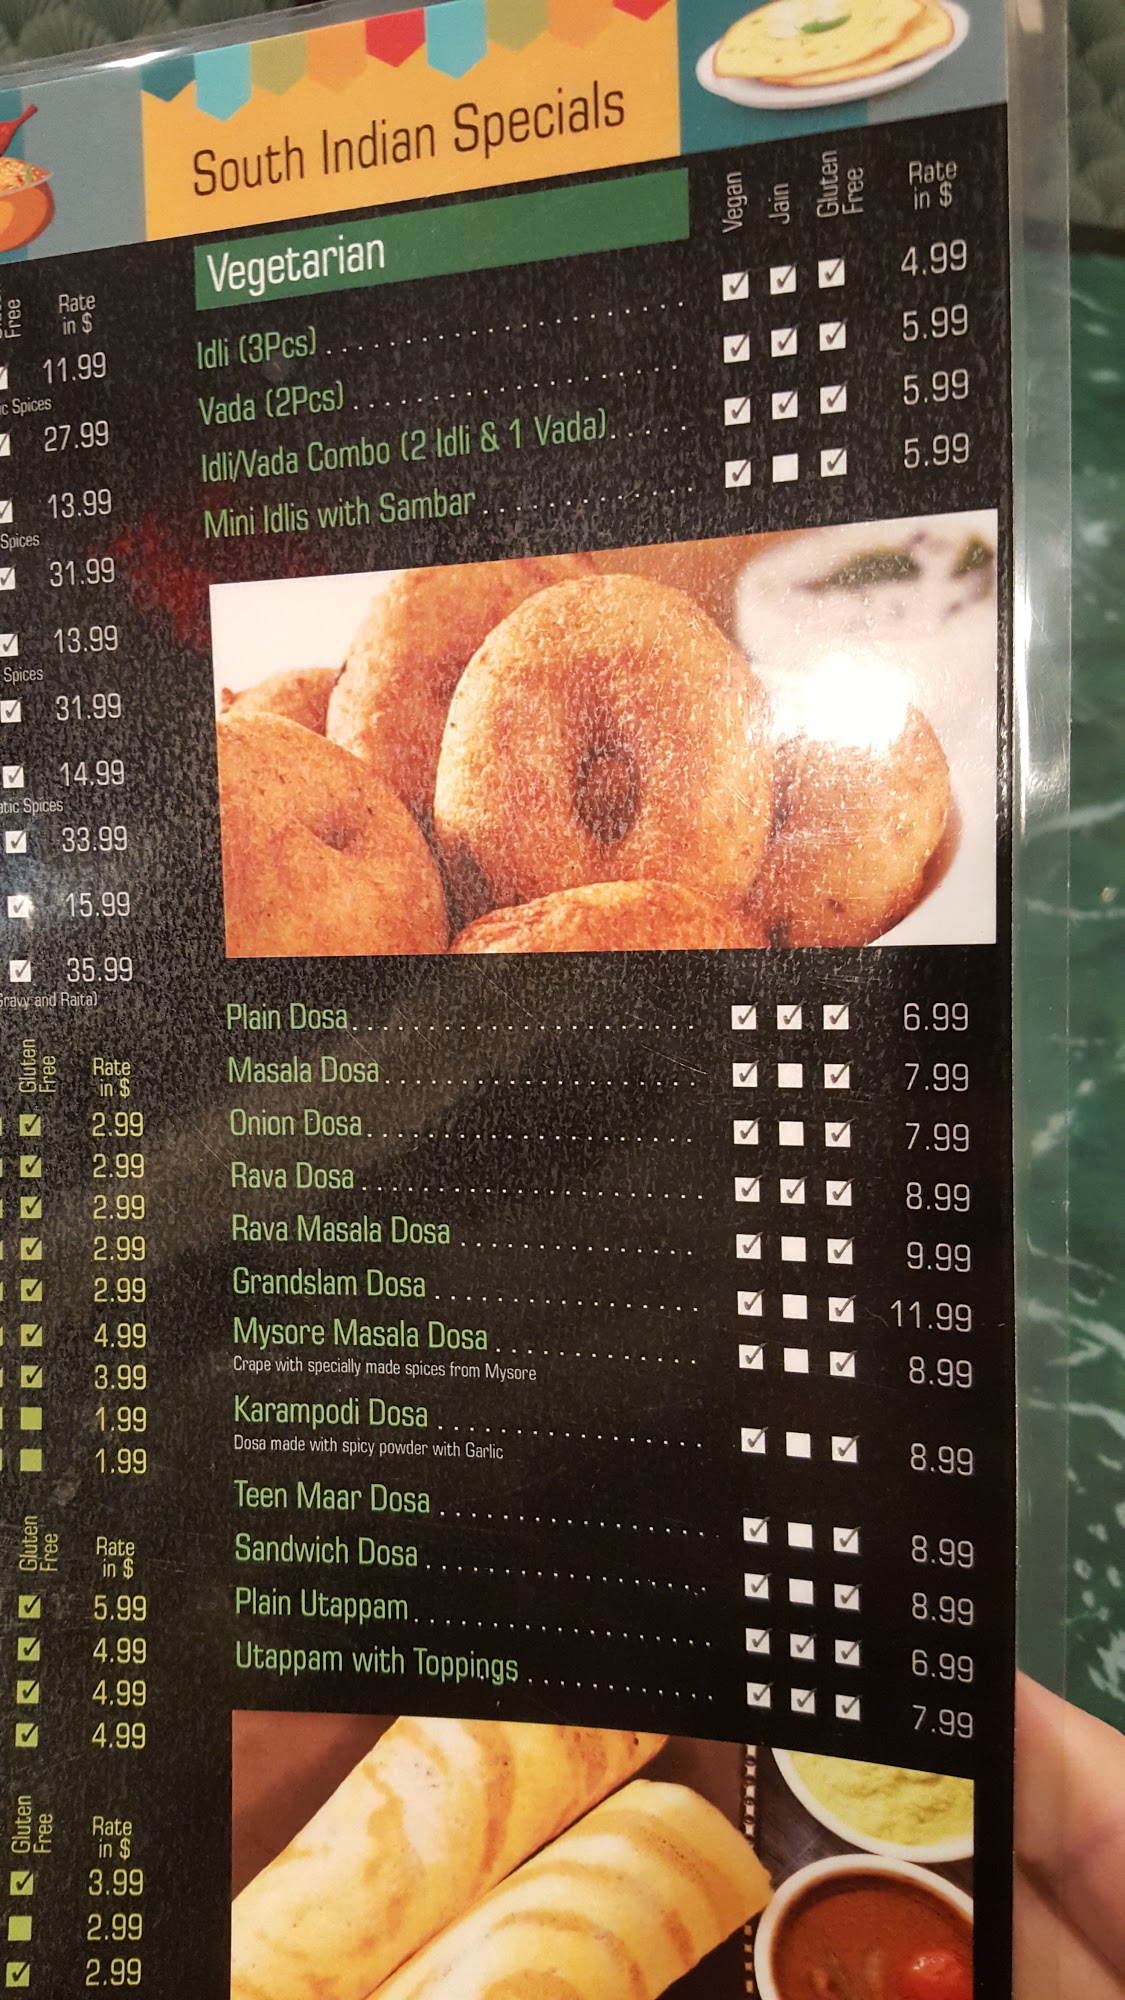 South Indian Specials
Vegetarian
Vegan
Jain
Gluten
Free
Rate
in $
Idli (3Pcs) 4.99
Vada (2Pcs) 5.99
Idli/Vada Combo (2 Idli & 1 Vada) 5.99
Mini Idlis with Sambar 5.99
Plain Dosa 6.99
Masala Dosa 7.99
Onion Dosa 7.99
Rava Dosa 8.99
Rava Masala Dosa 9.99
Grandslam Dosa 11.99
Mysore Masala Dosa 8.99
Crape with specially made spices from Mysore
Karampodi Dosa 8.99
Dosa made with spicy powder with Garlic
Teen Maar Dosa 8.99
Sandwich Dosa 8.99
Plain Utappam 6.99
Utappam with Toppings 7.99
Free
Rate
in $
11.99
Spices
27.99
13.99
Spices
31.99
13.99
Spices
31.99
14.99
Spices
33.99
15.99
35.99
and Raita)
Gluten
Free
Rate
in $
2.99
2.99
2.99
2.99
2.99
4.99
3.99
1.99
1.99
Gluten
Free
Rate
in $
5.99
4.99
4.99
4.99
Gluten
Free
Rate
in $
3.99
2.99
2.99